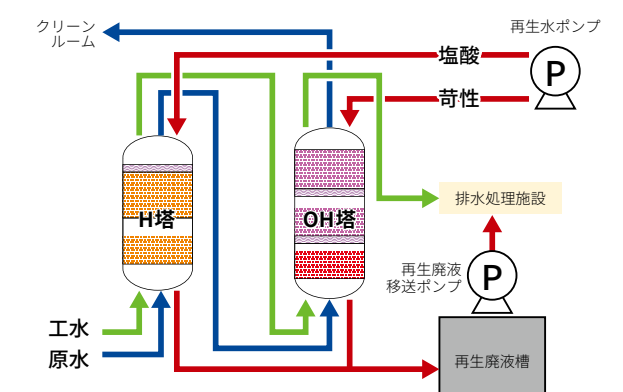 クリーン
ルーム
再生水ポンプ
塩酸
P
苛性
排水処理施設
H塔
OH塔
再生廃液
移送ポンプ
P
工水
原水
再生廃液槽